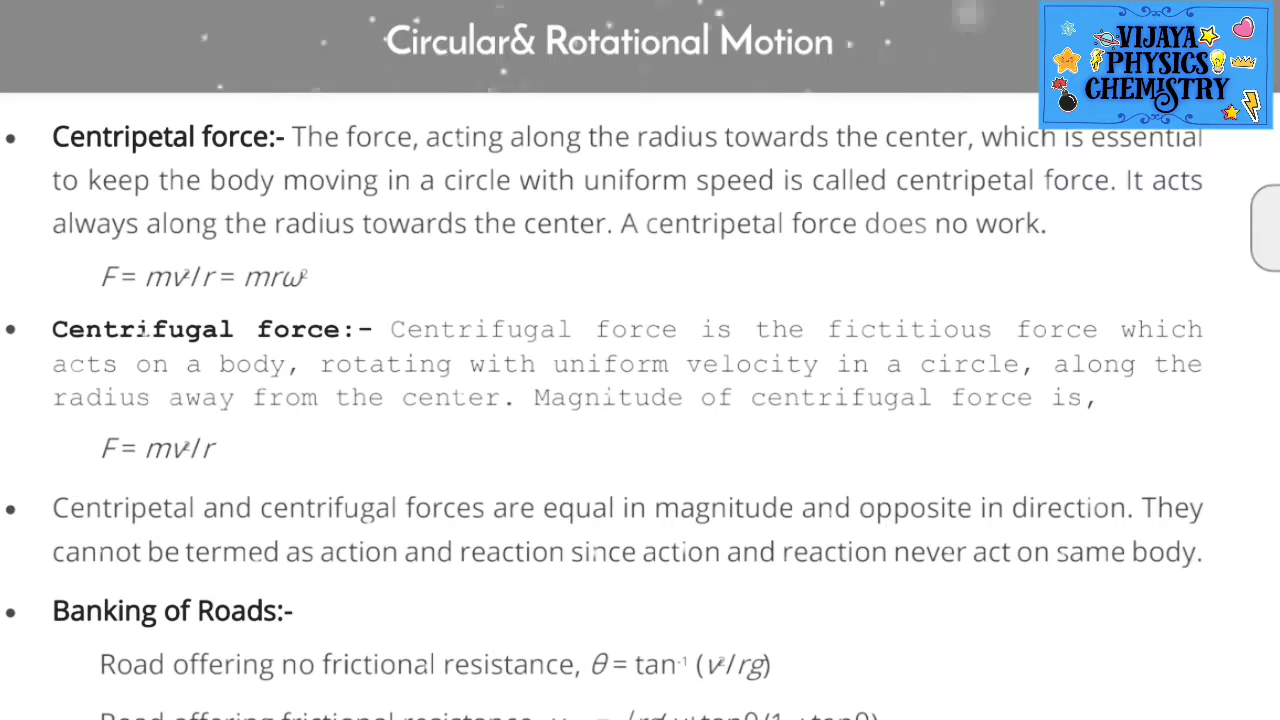 Circular& Rotational Motion
VIJAYA
PHYSICS
CHEMISTRY
• Centripetal force:- The force, acting along the radius towards the center, which is essential
to keep the body moving in a circle with uniform speed is called centripetal force. It acts
always along the radius towards the center. A centripetal force does no work.
F = mv²/r = mrω²
• Centrifugal force:- Centrifugal force is the fictitious force which
acts on a body, rotating with uniform velocity in a circle, along the
radius away from the center. Magnitude of centrifugal force is,
F = mv²/r
• Centripetal and centrifugal forces are equal in magnitude and opposite in direction. They
cannot be termed as action and reaction since action and reaction never act on same body.
• Banking of Roads:-
Road offering no frictional resistance, θ = tan⁻¹ (v²/rg)
Road offering frictional resistance,